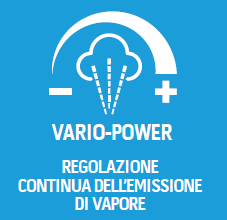 - +
VARIO-POWER
REGOLAZIONE
CONTINUA DELL'EMISSIONE
DI VAPORE